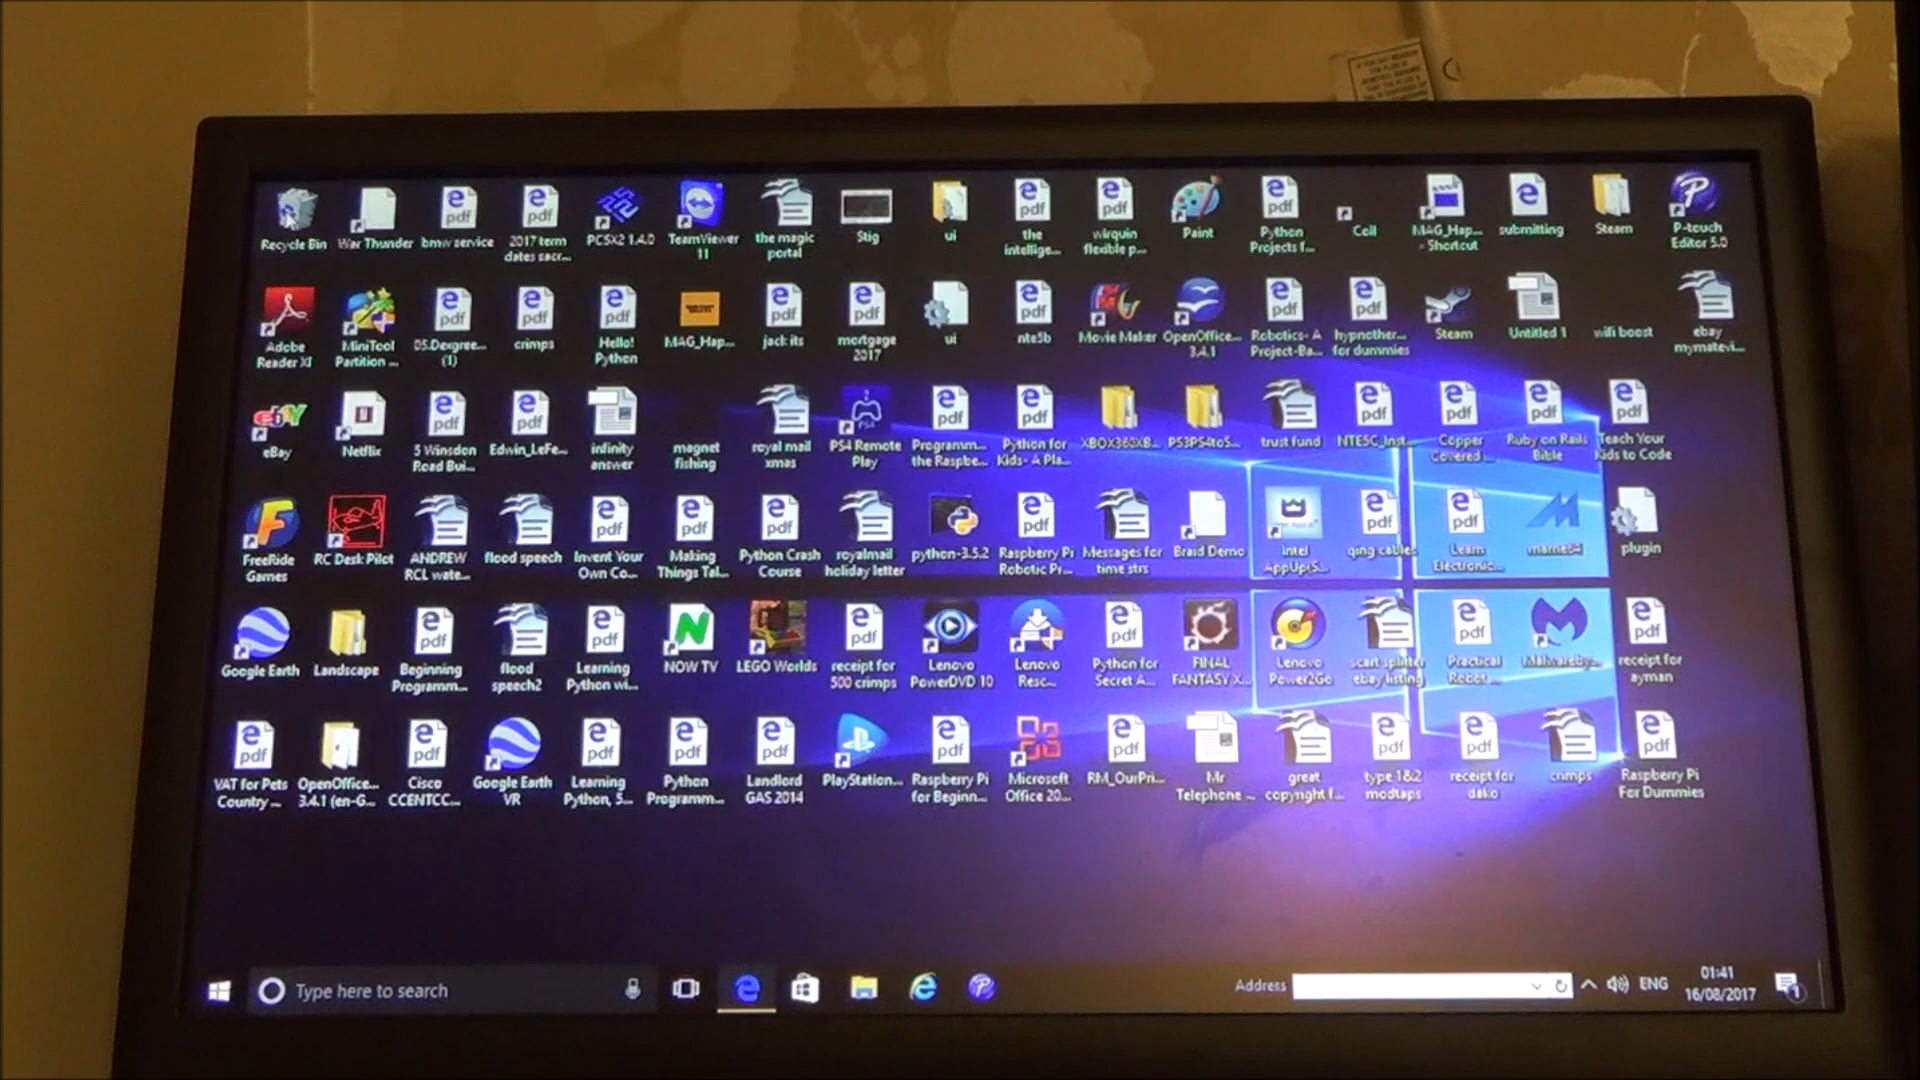 Recycle Bin
War Thunder
bmw service
2017 term
dates sacr...
PCSX2 1.4.0
TeamViewer
11
the magic
portal
Stig
ui
the
intellige...
wirquin
flexible p...
Paint
Python
Projects f...
Cell
MAG_Hap...
- Shortcut
submitting
Steam
P-touch
Editor 5.0
Adobe
Reader XI
MiniTool
Partition ...
05.Dexgree...
(1)
crimps
Hello!
Python
MAG_Hap...
jack its
mortgage
2017
ui
nte5b
Movie Maker
OpenOffice...
3.4.1
Robotics- A
Project-Ba...
hypnother...
for dummies
Steam
Untitled 1
wifi boost
ebay
mymatevi...
eBay
Netflix
5 Winsdon
Road Bui...
Edwin_LeFe...
infinity
answer
magnet
fishing
royal mail
xmas
PS4 Remote
Play
Programm...
the Raspbe...
Python for
Kids- A Pla...
XBOX360XB...
PS3PS4toS...
trust fund
NTE5C_Inst...
Copper
Covered ...
Ruby on Rails
Bible
Teach Your
Kids to Code
FreeRide
Games
RC Desk Pilot
ANDREW
RCL wate...
flood speech
Invent Your
Own Co...
Making
Things Tal...
Python Crash
Course
royalmail
holiday letter
python-3.5.2
Raspberry Pi
Robotic Pr...
Messages for
time strs
Braid Demo
Intel
AppUp(S...
qing cables
Learn
Electronic...
mame64
plugin
Google Earth
Landscape
Beginning
Programm...
flood
speech2
Learning
Python wi...
NOW TV
LEGO Worlds
receipt for
500 crimps
Lenovo
PowerDVD 10
Lenovo
Resc...
Python for
Secret A...
FINAL
FANTASY X...
Lenovo
Power2Go
scart splitter
ebay listing
Practical
Robot ...
Malwareby...
receipt for
ayman
VAT for Pets
Country ...
OpenOffice...
3.4.1 (en-G...
Cisco
CCENTCC...
Google Earth
VR
Learning
Python, 5...
Python
Programm...
Landlord
GAS 2014
PlayStation...
Raspberry Pi
for Beginn...
Microsoft
Office 20...
RM_OurPri...
Mr
Telephone ...
great
copyright f...
type 1&2
modtaps
receipt for
dako
crimps
Raspberry Pi
For Dummies
Type here to search
Address
ENG
01:41
16/08/2017
1